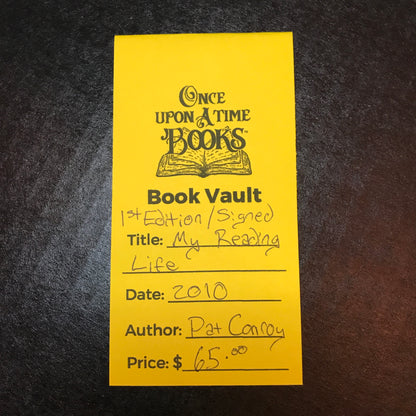 Once
upon A Time
Books™
Book Vault
1st Edition / Signed
Title: My Reading
Life
Date: 2010
Author: Pat Conroy
Price: $ 65.00